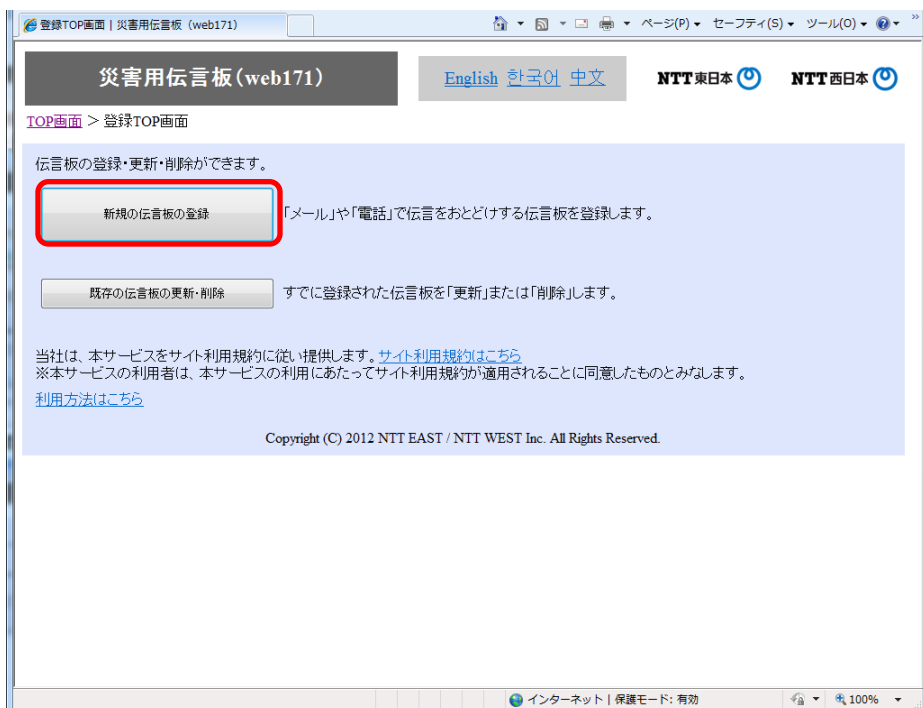 登録TOP画面 | 災害用伝言板（web171）
ページ(P) セーフティ(S) ツール(O) »
災害用伝言板(web171)
English 한국어 中文
NTT東日本 NTT西日本
TOP画面 > 登録TOP画面
伝言板の登録・更新・削除ができます。
新規の伝言板の登録 「メール」や「電話」で伝言をおとどけする伝言板を登録します。
既存の伝言板の更新・削除 すでに登録された伝言板を「更新」または「削除」します。
当社は、本サービスをサイト利用規約に従い提供します。サイト利用規約はこちら
※本サービスの利用者は、本サービスの利用にあたってサイト利用規約が適用されることに同意したものとみなします。
利用方法はこちら
Copyright (C) 2012 NTT EAST / NTT WEST Inc. All Rights Reserved.
インターネット | 保護モード: 有効 100%